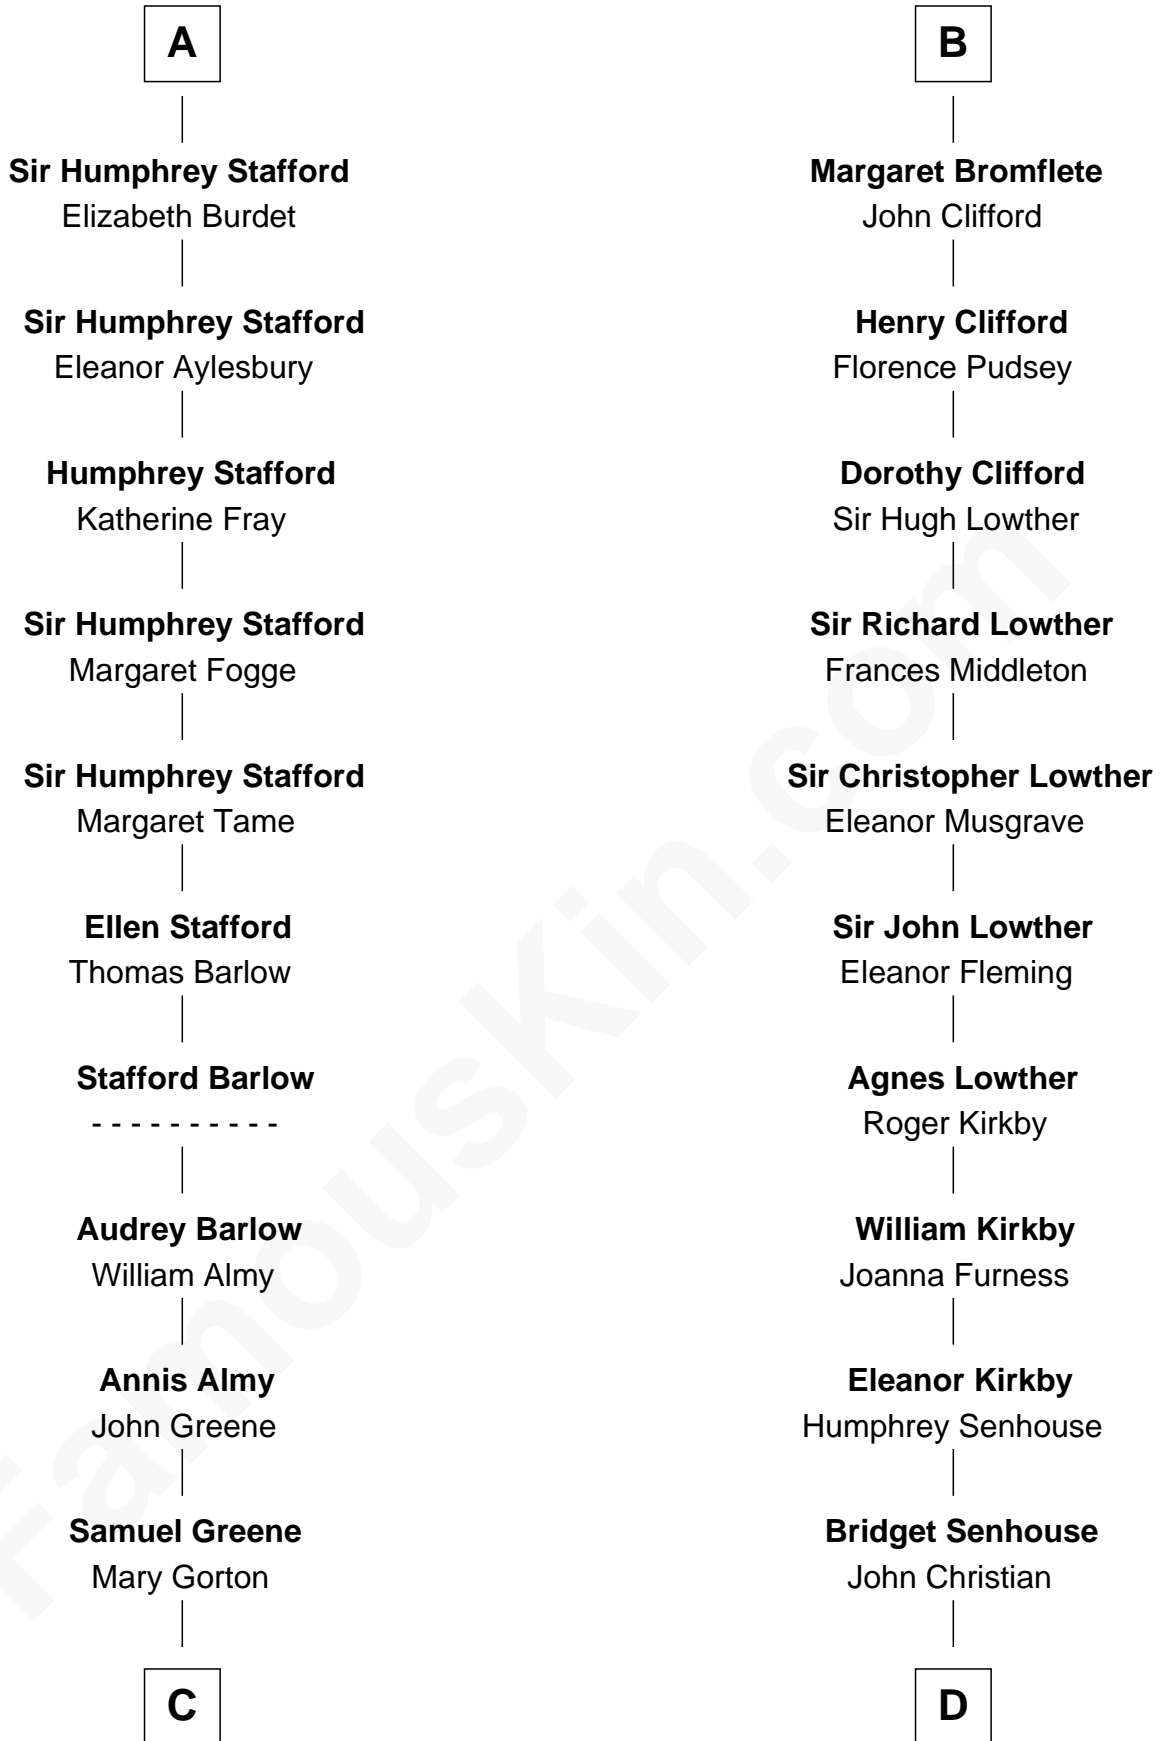 A
Sir Humphrey Stafford
Elizabeth Burdet
Sir Humphrey Stafford
Eleanor Aylesbury
Humphrey Stafford
Katherine Fray
Sir Humphrey Stafford
Margaret Fogge
Sir Humphrey Stafford
Margaret Tame
Ellen Stafford
Thomas Barlow
Stafford Barlow
- - - - - - - - - -
Audrey Barlow
William Almy
Annis Almy
John Greene
Samuel Greene
Mary Gorton
C
B
Margaret Bromflete
John Clifford
Henry Clifford
Florence Pudsey
Dorothy Clifford
Sir Hugh Lowther
Sir Richard Lowther
Frances Middleton
Sir Christopher Lowther
Eleanor Musgrave
Sir John Lowther
Eleanor Fleming
Agnes Lowther
Roger Kirkby
William Kirkby
Joanna Furness
Eleanor Kirkby
Humphrey Senhouse
Bridget Senhouse
John Christian
D
FamousKin.com